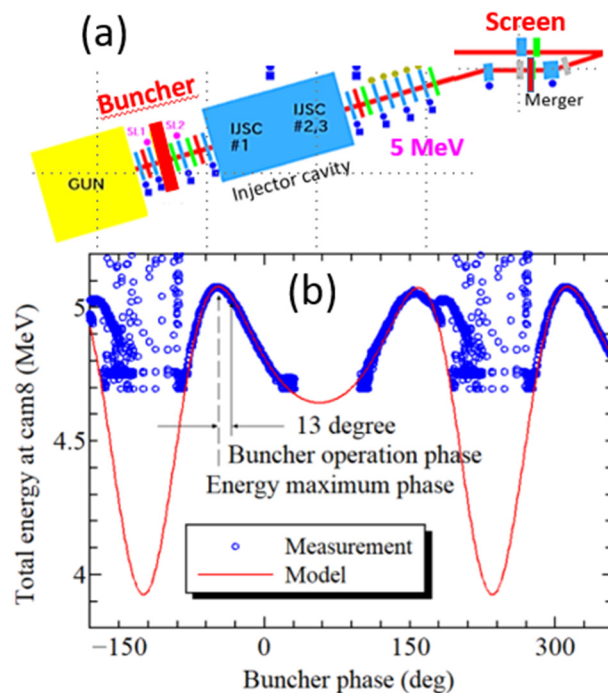 (a)
Screen
Buncher
SL1
SL2
IJSC
#1
IJSC
#2,3
Merger
GUN
Injector cavity
5 MeV
(b)
Total energy at cam8 (MeV)
5
4.5
4
13 degree
Buncher operation phase
Energy maximum phase
Measurement
Model
−150
0
150
300
Buncher phase (deg)